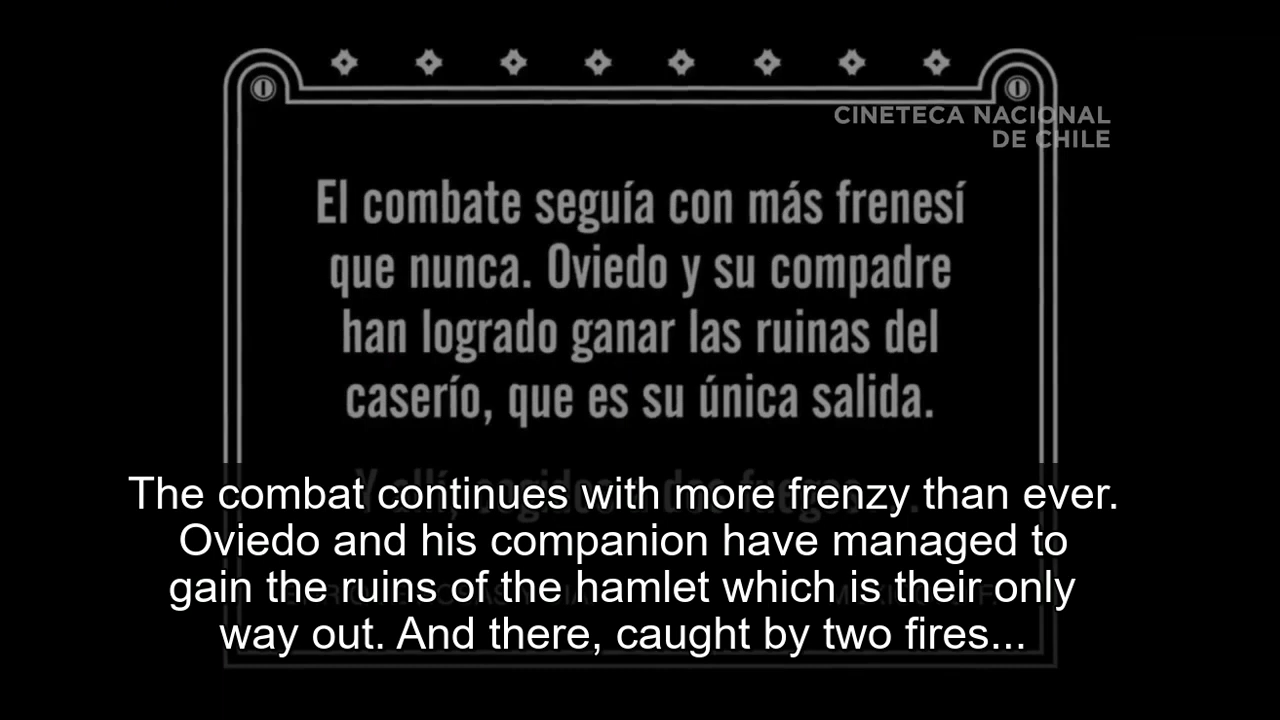 CINETECA NACIONAL
DE CHILE
El combate seguía con más frenesí
que nunca. Oviedo y su compadre
han logrado ganar las ruinas del
caserío, que es su única salida.
The combat continues with more frenzy than ever.
Oviedo and his companion have managed to
gain the ruins of the hamlet which is their only
way out. And there, caught by two fires...